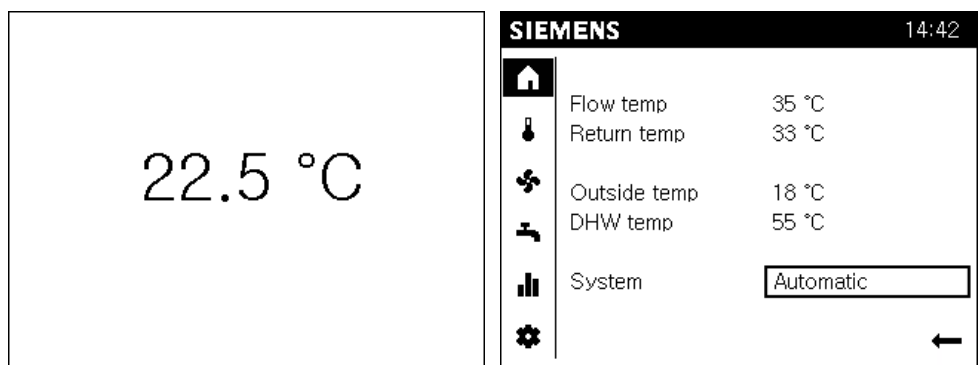 22.5 °C
SIEMENS 14:42
Flow temp 35 °C
Return temp 33 °C
Outside temp 18 °C
DHW temp 55 °C
System Automatic